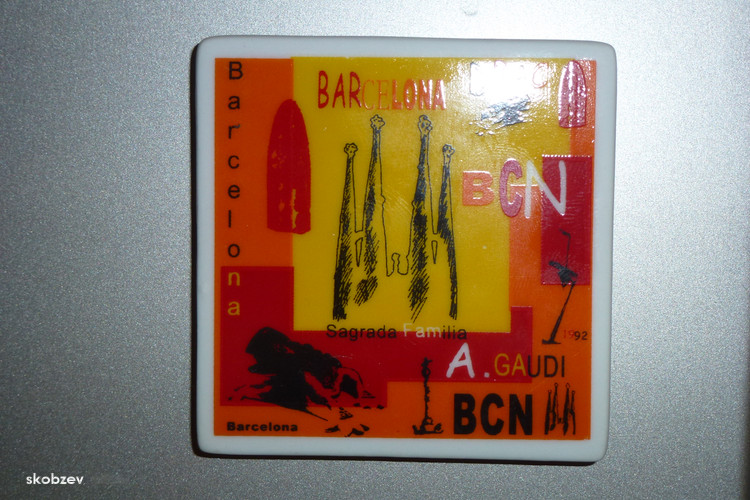 Barcelona
BARCELONA
BCN
Sagrada Familia
1992
A. GAUDI
BCN
Barcelona
skobzev